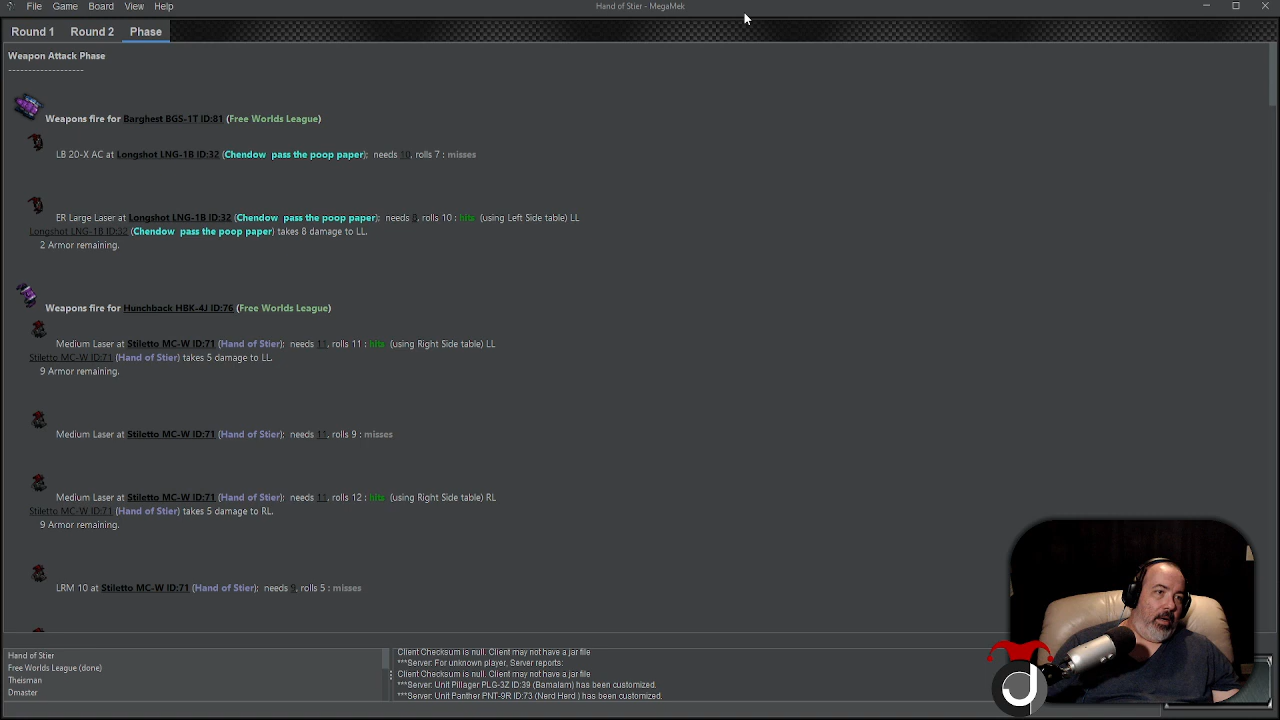 File Game Board View Help
Hand of Stier - MegaMek
Round 1 Round 2 Phase
Weapon Attack Phase
-------------------
Weapons fire for Barghest BGS-1T ID:81 (Free Worlds League)
LB 20-X AC at Longshot LNG-1B ID:32 (Chendow pass the poop paper); needs 10, rolls 7 : misses
ER Large Laser at Longshot LNG-1B ID:32 (Chendow pass the poop paper); needs , rolls 10 : hits (using Left Side table) LL
Longshot LNG-1B ID:32 (Chendow pass the poop paper) takes 8 damage to LL.
2 Armor remaining.
Weapons fire for Hunchback HBK-4J ID:76 (Free Worlds League)
Medium Laser at Stiletto MC-W ID:71 (Hand of Stier); needs 11, rolls 11 : hits (using Right Side table) LL
Stiletto MC-W ID:71 (Hand of Stier) takes 5 damage to LL.
9 Armor remaining.
Medium Laser at Stiletto MC-W ID:71 (Hand of Stier); needs 11, rolls 9 : misses
Medium Laser at Stiletto MC-W ID:71 (Hand of Stier); needs 11, rolls 12 : hits (using Right Side table) RL
Stiletto MC-W ID:71 (Hand of Stier) takes 5 damage to RL.
9 Armor remaining.
LRM 10 at Stiletto MC-W ID:71 (Hand of Stier); needs , rolls 5 : misses
Hand of Stier
Free Worlds League (done)
Theisman
Dmaster
Client Checksum is null. Client may not have a jar file
***Server: For unknown player, Server reports:
Client Checksum is null. Client may not have a jar file
***Server: Unit Pillager PLG-3Z ID:39 (Bamalam) has been customized.
***Server: Unit Panther PNT-9R ID:73 (Nerd Herd ) has been customized.